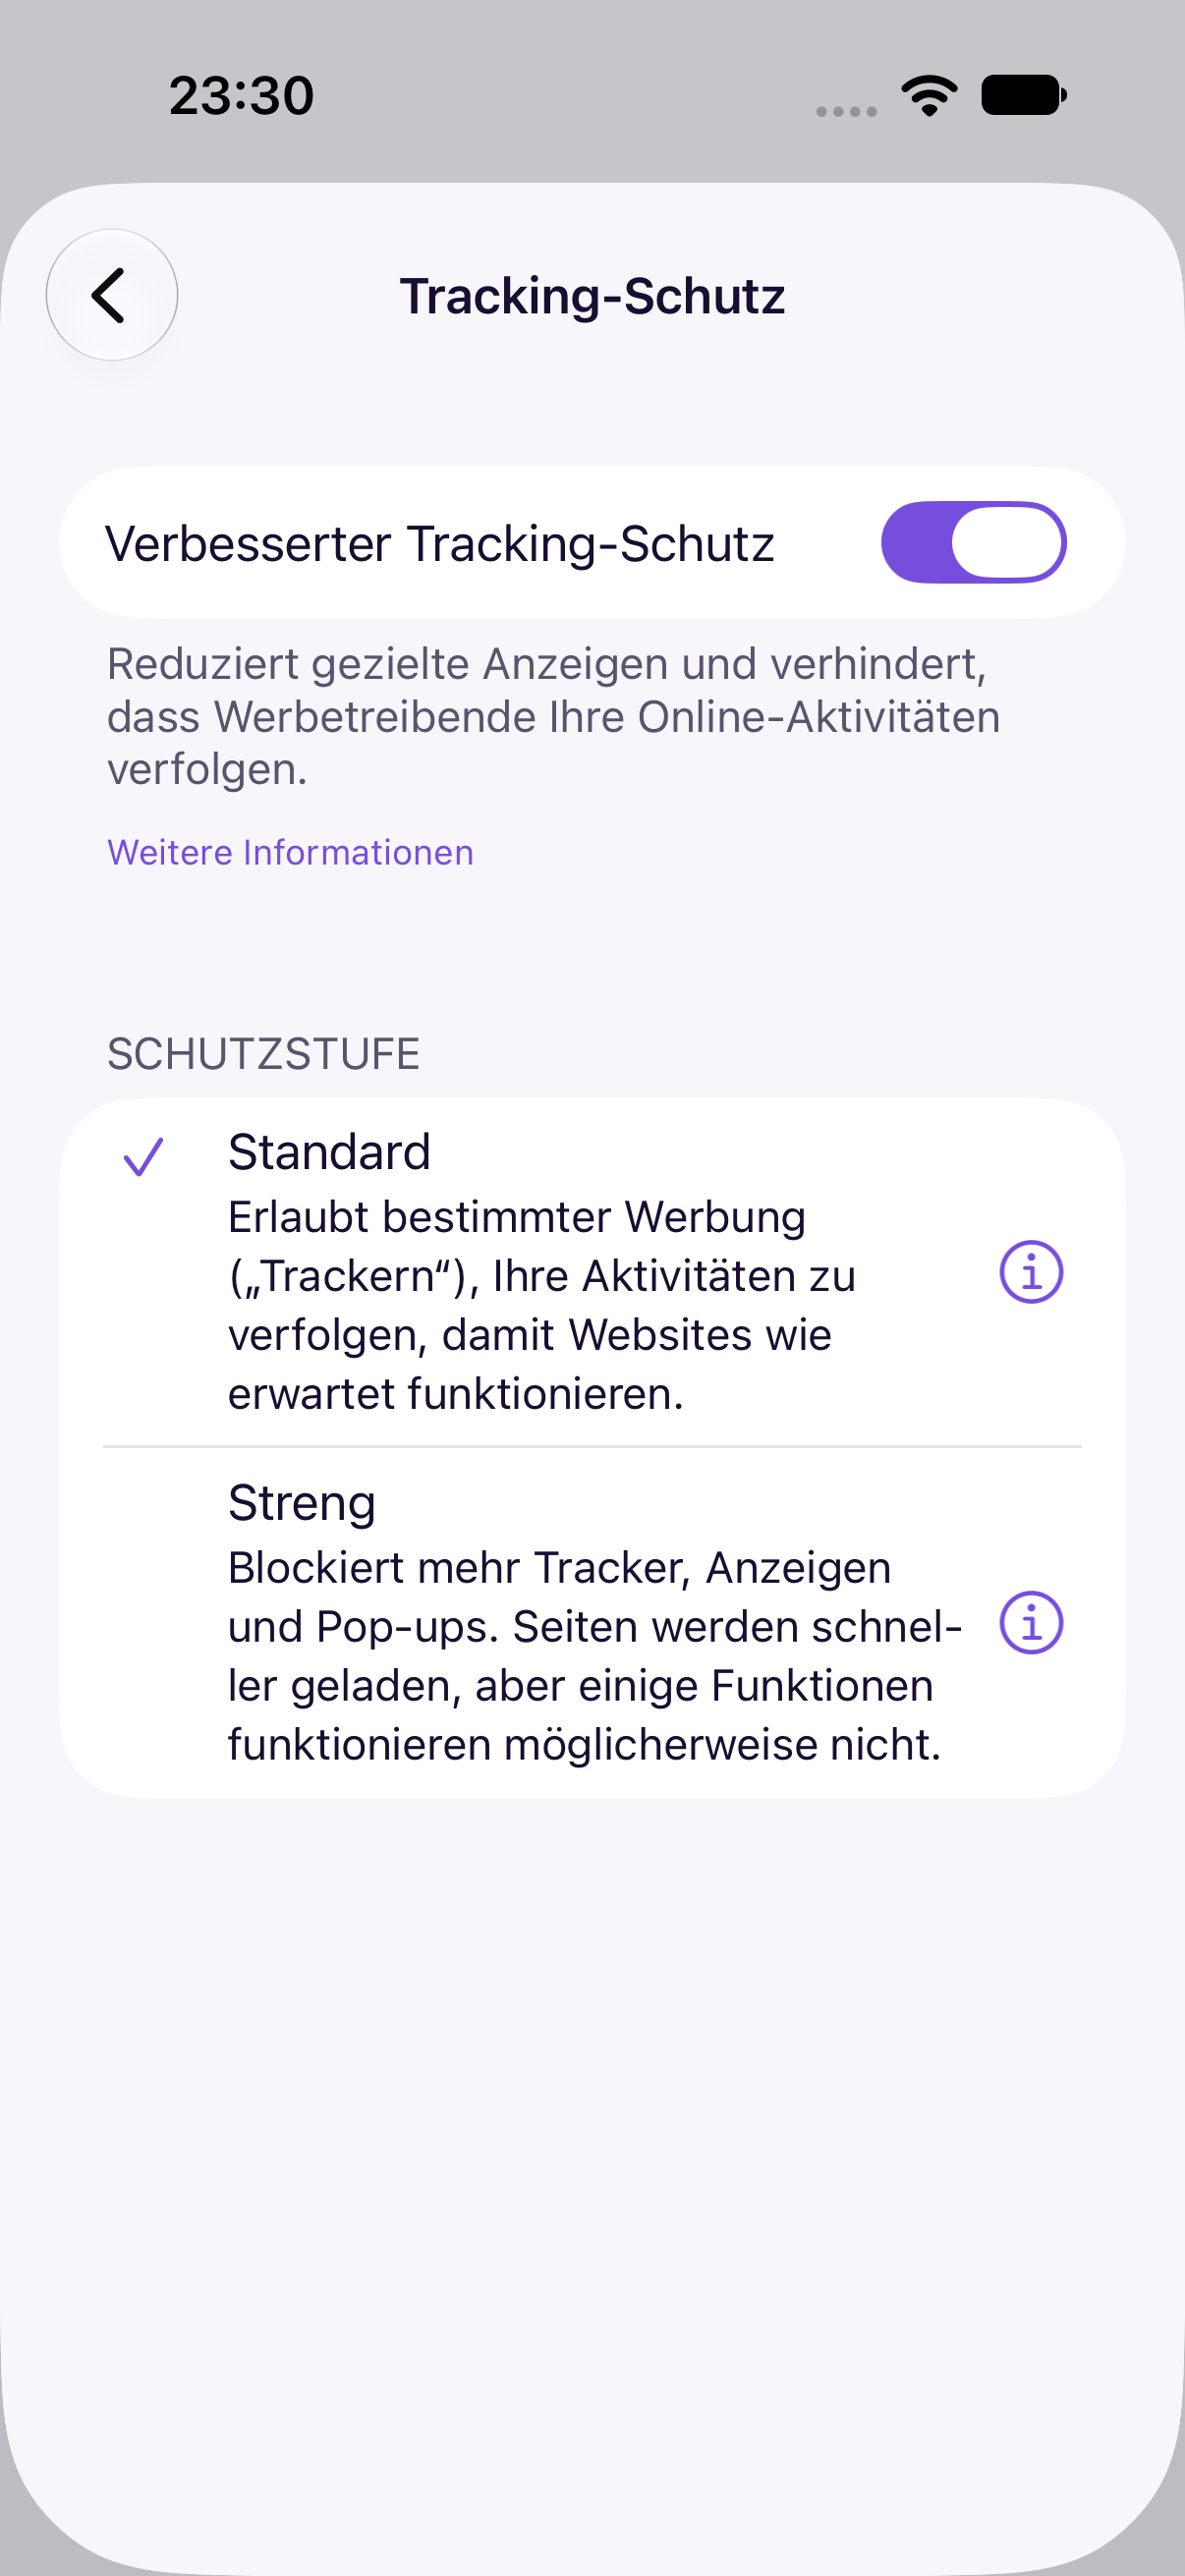 23:30
Tracking-Schutz
Verbesserter Tracking-Schutz
Reduziert gezielte Anzeigen und verhindert,
dass Werbetreibende Ihre Online-Aktivitäten
verfolgen.
Weitere Informationen
SCHUTZSTUFE
Standard
Erlaubt bestimmter Werbung
(„Trackern“), Ihre Aktivitäten zu
verfolgen, damit Websites wie
erwartet funktionieren.
Streng
Blockiert mehr Tracker, Anzeigen
und Pop-ups. Seiten werden schnel-
ler geladen, aber einige Funktionen
funktionieren möglicherweise nicht.